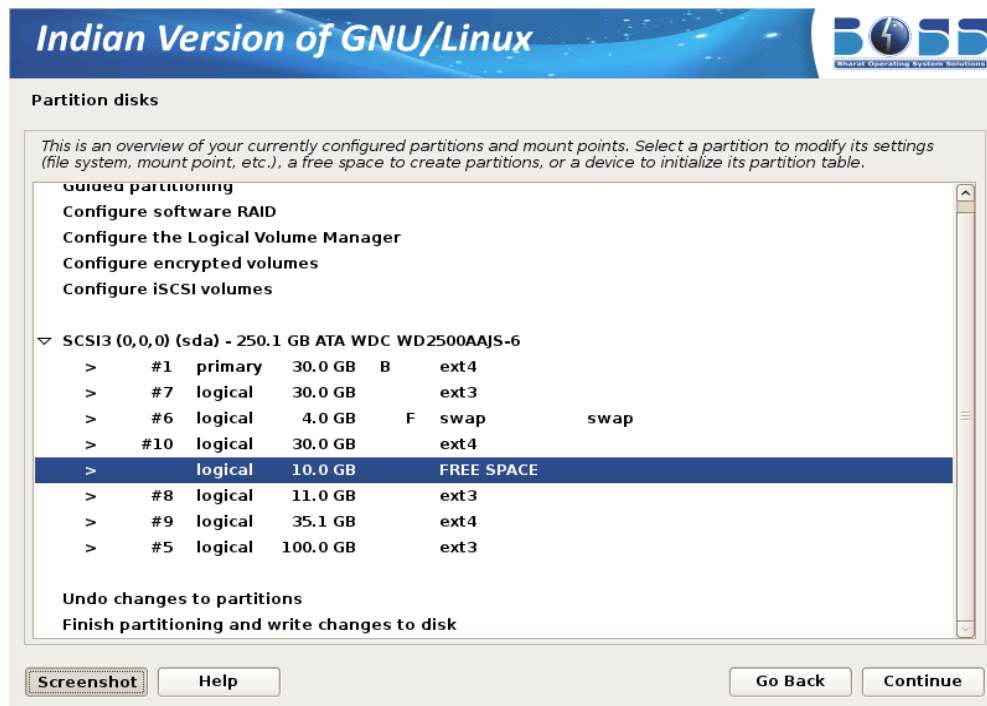 Indian Version of GNU/Linux
BOSS
Bharat Operating System Solutions
Partition disks
This is an overview of your currently configured partitions and mount points. Select a partition to modify its settings
(file system, mount point, etc.), a free space to create partitions, or a device to initialize its partition table.
Guided partitioning
Configure software RAID
Configure the Logical Volume Manager
Configure encrypted volumes
Configure iSCSI volumes
SCSI3 (0,0,0) (sda) - 250.1 GB ATA WDC WD2500AAJS-6
> #1 primary 30.0 GB B ext4
> #7 logical 30.0 GB ext3
> #6 logical 4.0 GB F swap swap
> #10 logical 30.0 GB ext4
> logical 10.0 GB FREE SPACE
> #8 logical 11.0 GB ext3
> #9 logical 35.1 GB ext4
> #5 logical 100.0 GB ext3
Undo changes to partitions
Finish partitioning and write changes to disk
Screenshot Help Go Back Continue